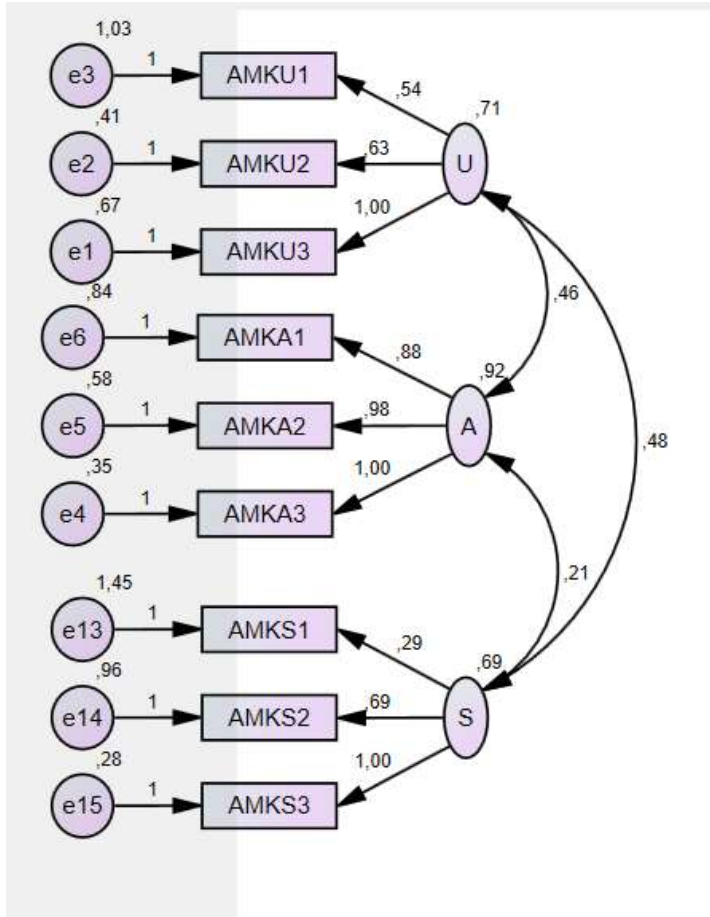 1,03
e3 1 AMKU1 ,54 ,71
,41
e2 1 AMKU2 ,63 U
,67
e1 1 AMKU3 1,00
,46
,84
e6 1 AMKA1 ,88
,58
e5 1 AMKA2 ,98 A ,92
,48
,35
e4 1 AMKA3 1,00
,21
1,45
e13 1 AMKS1 ,29 ,69
,96
e14 1 AMKS2 ,69 S
,28
e15 1 AMKS3 1,00